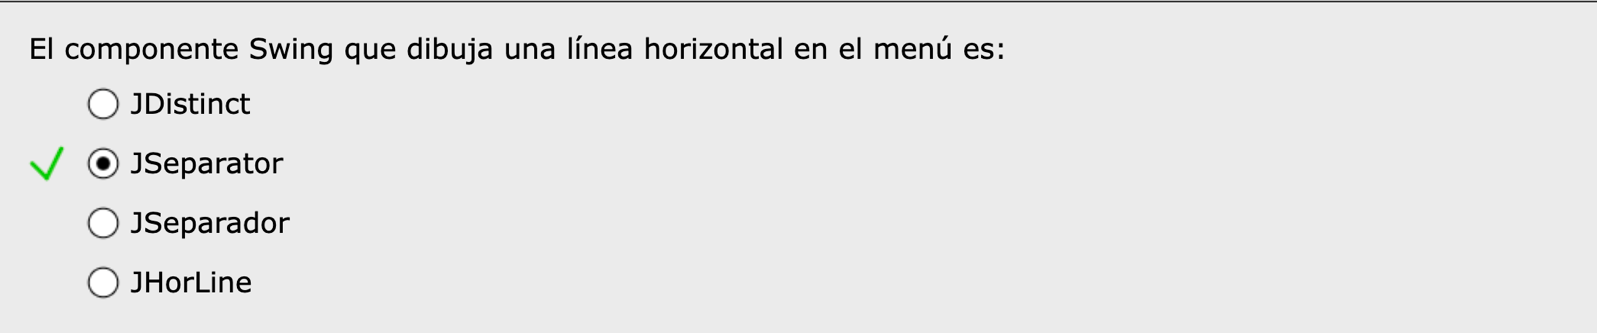 El componente Swing que dibuja una línea horizontal en el menú es:
JDistinct
JSeparator
JSeparador
JHorLine